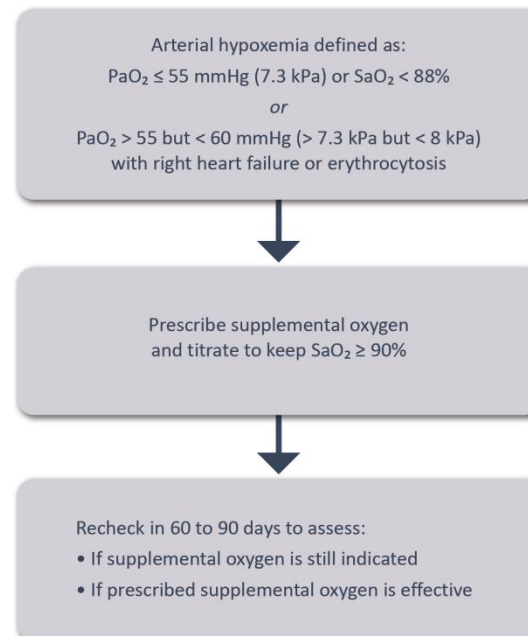 Arterial hypoxemia defined as:
PaO₂ ≤ 55 mmHg (7.3 kPa) or SaO₂ < 88%
or
PaO₂ > 55 but < 60 mmHg (> 7.3 kPa but < 8 kPa)
with right heart failure or erythrocytosis
Prescribe supplemental oxygen
and titrate to keep SaO₂ ≥ 90%
Recheck in 60 to 90 days to assess:
• If supplemental oxygen is still indicated
• If prescribed supplemental oxygen is effective